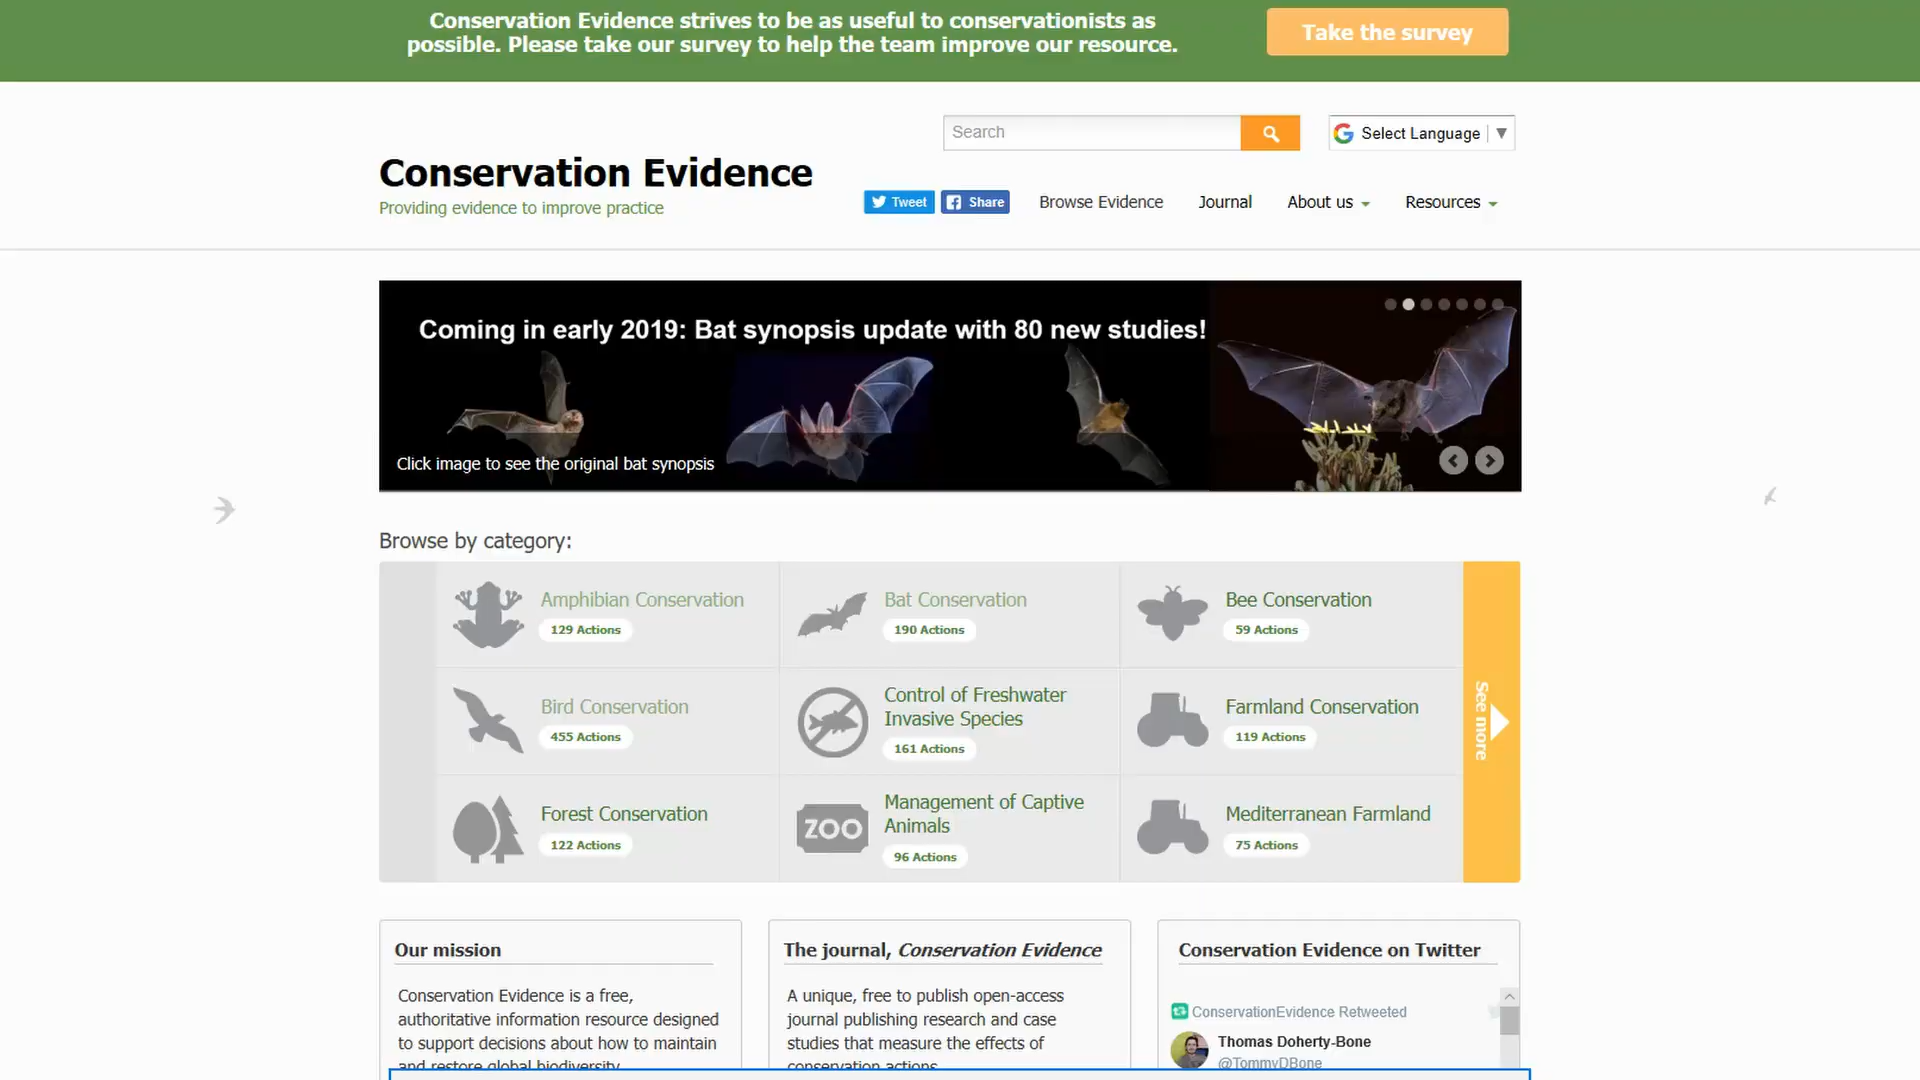 Conservation Evidence strives to be as useful to conservationists as
possible. Please take our survey to help the team improve our resource.
Take the survey
Search
Select Language
Conservation Evidence
Providing evidence to improve practice
Tweet
Share
Browse Evidence
Journal
About us
Resources
Coming in early 2019: Bat synopsis update with 80 new studies!
Click image to see the original bat synopsis
Browse by category:
Amphibian Conservation
129 Actions
Bat Conservation
190 Actions
Bee Conservation
59 Actions
Bird Conservation
455 Actions
Control of Freshwater
Invasive Species
161 Actions
Farmland Conservation
119 Actions
Forest Conservation
122 Actions
ZOO
Management of Captive
Animals
96 Actions
Mediterranean Farmland
75 Actions
See more
Our mission
Conservation Evidence is a free,
authoritative information resource designed
to support decisions about how to maintain
and restore global biodiversity
The journal, Conservation Evidence
A unique, free to publish open-access
journal publishing research and case
studies that measure the effects of
conservation actions
Conservation Evidence on Twitter
ConservationEvidence Retweeted
Thomas Doherty-Bone
@TommyDBone